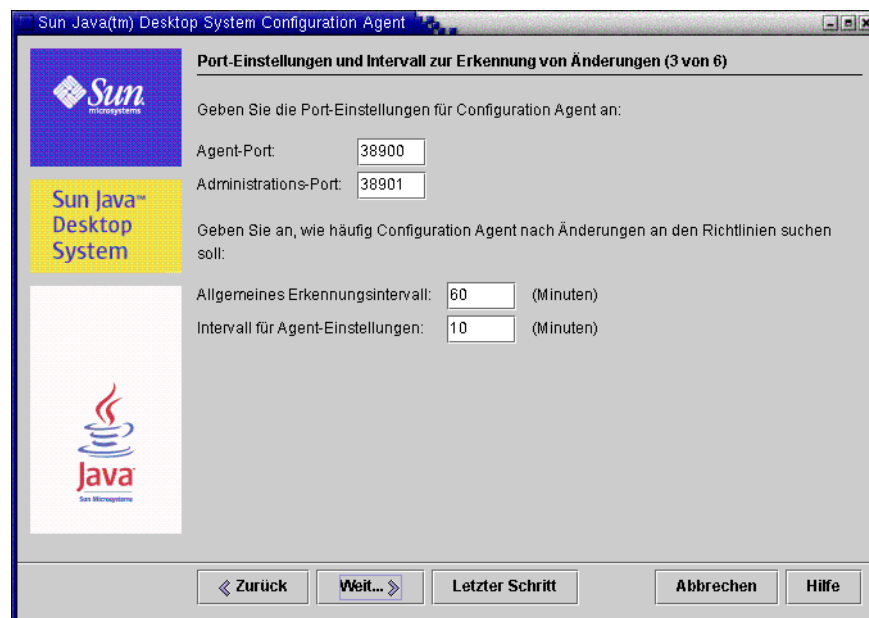 Sun Java(tm) Desktop System Configuration Agent
Sun
microsystems
Sun Java™
Desktop
System
Java
Sun Microsystems
Port-Einstellungen und Intervall zur Erkennung von Änderungen (3 von 6)
Geben Sie die Port-Einstellungen für Configuration Agent an:
Agent-Port: 38900
Administrations-Port: 38901
Geben Sie an, wie häufig Configuration Agent nach Änderungen an den Richtlinien suchen
soll:
Allgemeines Erkennungsintervall: 60 (Minuten)
Intervall für Agent-Einstellungen: 10 (Minuten)
Zurück Weit... Letzter Schritt Abbrechen Hilfe